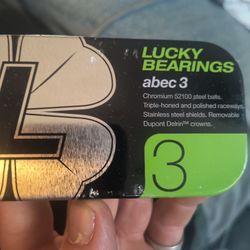 LUCKY
BEARINGS
abec 3
Chromium 52100 steel balls.
Triple-honed and polished raceways.
Stainless steel shields. Removable
Dupont Delrin™ crowns.
L
3